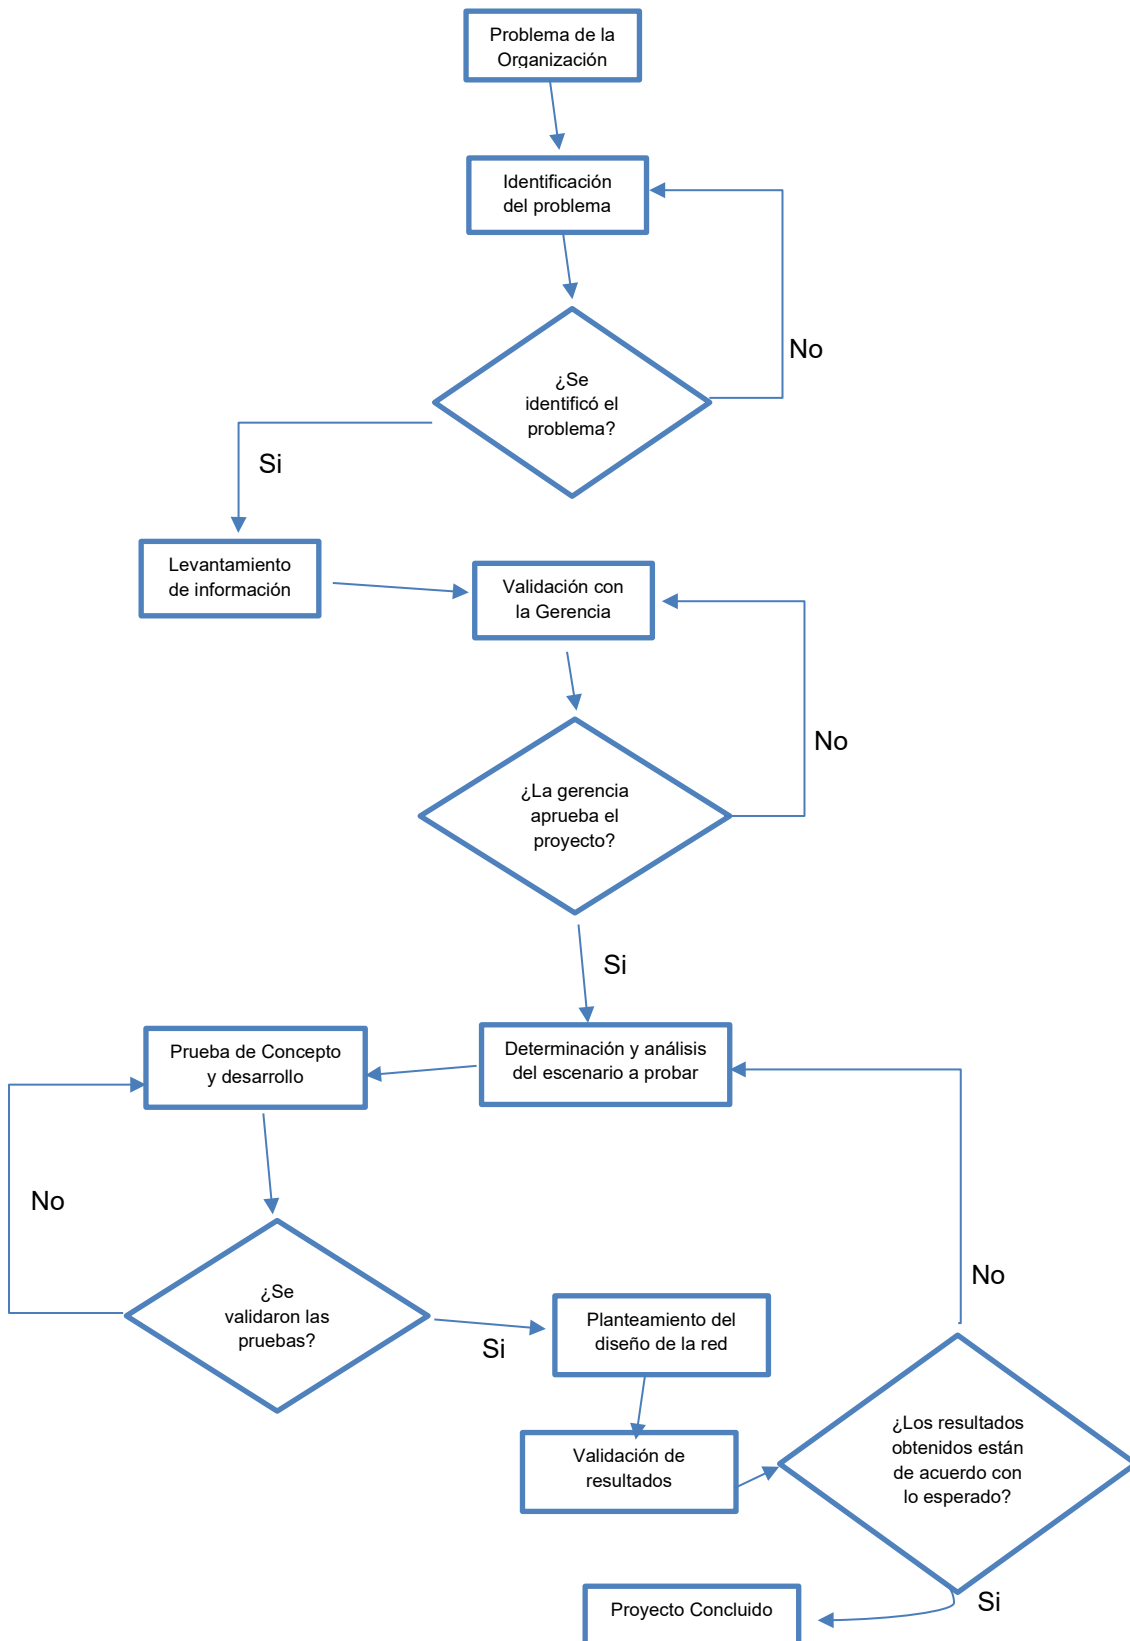 Problema de la
Organización
Identificación
del problema
No
¿Se
identificó el
problema?
Si
Levantamiento
de información
Validación con
la Gerencia
No
¿La gerencia
aprueba el
proyecto?
Si
Prueba de Concepto
y desarrollo
Determinación y análisis
del escenario a probar
No
No
¿Se
validaron las
pruebas?
Si
Planteamiento del
diseño de la red
¿Los resultados
obtenidos están
de acuerdo con
lo esperado?
Validación de
resultados
Si
Proyecto Concluido